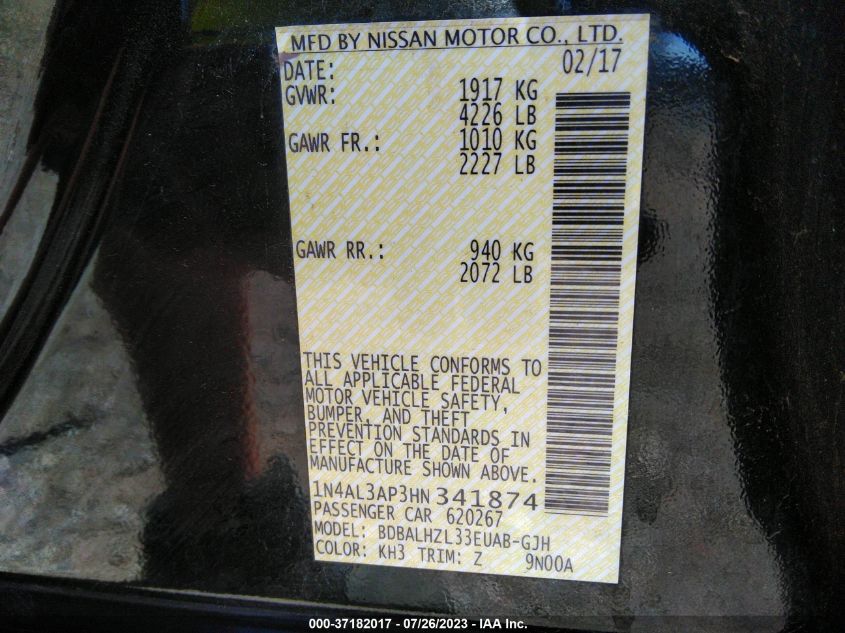 MFD BY NISSAN MOTOR CO., LTD.
DATE: 02/17
GVWR: 1917 KG
4226 LB
GAWR FR.: 1010 KG
2227 LB
GAWR RR.: 940 KG
2072 LB
THIS VEHICLE CONFORMS TO
ALL APPLICABLE FEDERAL
MOTOR VEHICLE SAFETY,
BUMPER, AND THEFT
PREVENTION STANDARDS IN
EFFECT ON THE DATE OF
MANUFACTURE SHOWN ABOVE.
1N4AL3AP3HN341874
PASSENGER CAR 620267
MODEL: BDBALHZL33EUAB-GJH
COLOR: KH3 TRIM: Z 9N00A
000-37182017 - 07/26/2023 - IAA Inc.